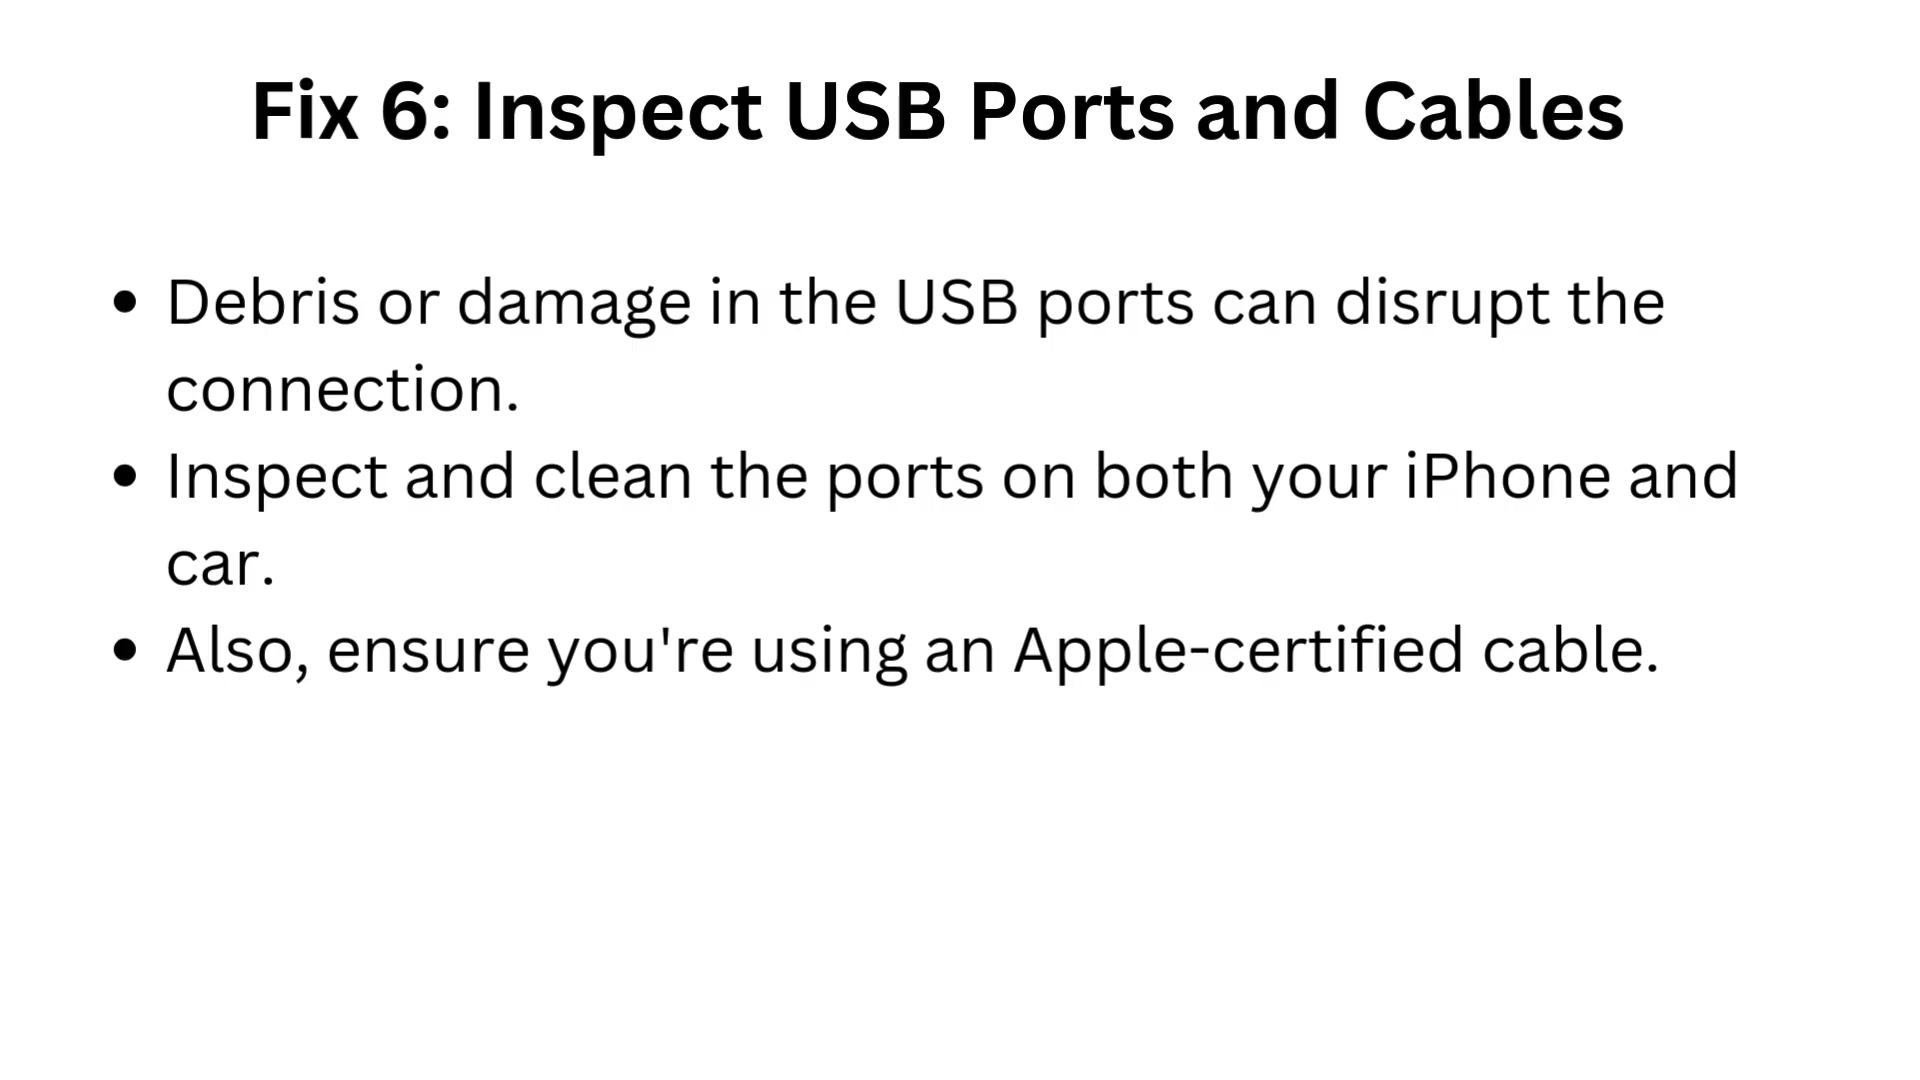 Fix 6: Inspect USB Ports and Cables
• Debris or damage in the USB ports can disrupt the
connection.
• Inspect and clean the ports on both your iPhone and
car.
• Also, ensure you're using an Apple-certified cable.